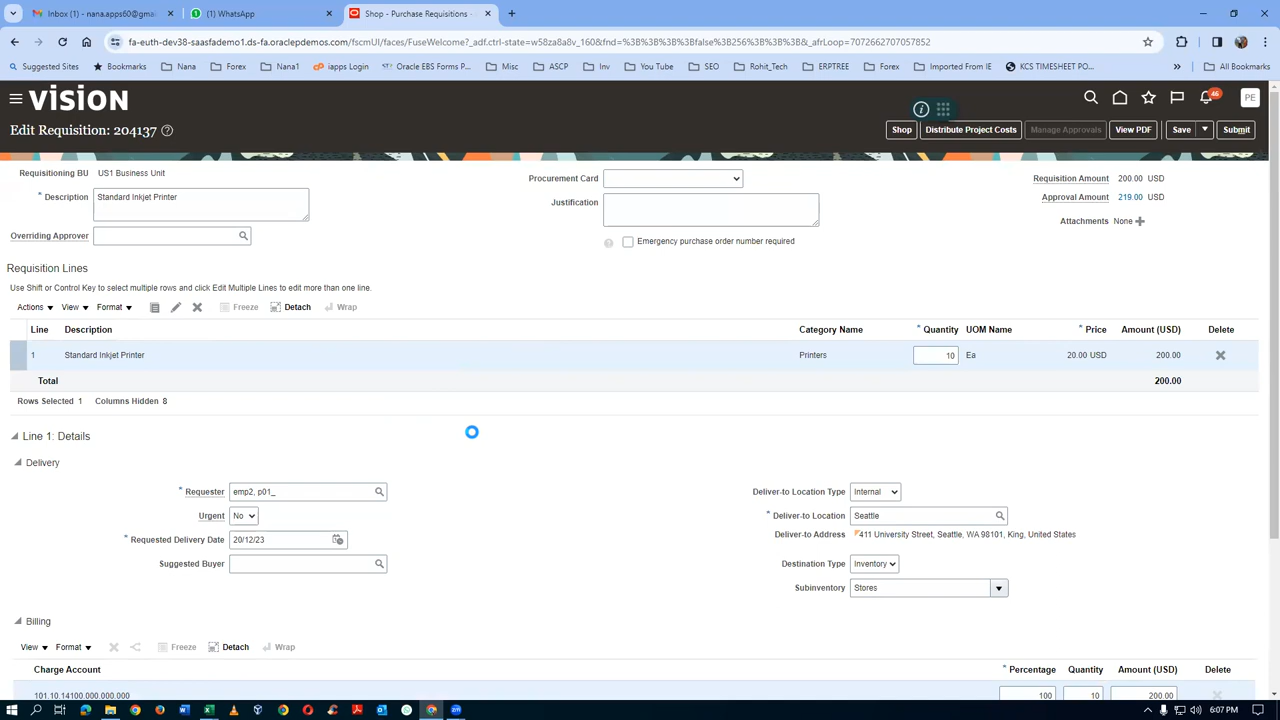 Inbox (1) - nana.apps60@gmai
(1) WhatsApp
Shop - Purchase Requisitions -
fa-euth-dev38-saasfademo1.ds-fa.oraclepdemos.com/fscmUI/faces/FuseWelcome?_adf.ctrl-state=w58za8a8v_160&fnd=%3B%3B%3B%3Bfalse%3B256%3B%3B%3B&_afrLoop=7072662707057852
Suggested Sites
Bookmarks
Nana
Forex
Nana1
iapps Login
Oracle EBS Forms P...
Misc
ASCP
Inv
You Tube
SEO
Rohit_Tech
ERPTREE
Forex
Imported From IE
KCS TIMESHEET PO...
»
All Bookmarks
VISION
46
PE
Edit Requisition: 204137
Shop
Distribute Project Costs
Manage Approvals
View PDF
Save
Submit
Requisitioning BU US1 Business Unit
* Description Standard Inkjet Printer
Overriding Approver
Procurement Card
Justification
Emergency purchase order number required
Requisition Amount 200.00 USD
Approval Amount 219.00 USD
Attachments None
Requisition Lines
Use Shift or Control Key to select multiple rows and click Edit Multiple Lines to edit more than one line.
Actions View Format Freeze Detach Wrap
Line Description Category Name * Quantity UOM Name * Price Amount (USD) Delete
1 Standard Inkjet Printer Printers 10 Ea 20.00 USD 200.00
Total 200.00
Rows Selected 1 Columns Hidden 8
Line 1: Details
Delivery
* Requester emp2, p01_
Urgent No
* Requested Delivery Date 20/12/23
Suggested Buyer
Deliver-to Location Type Internal
* Deliver-to Location Seattle
Deliver-to Address 411 University Street, Seattle, WA 98101, King, United States
Destination Type Inventory
Subinventory Stores
Billing
View Format Freeze Detach Wrap
Charge Account * Percentage Quantity Amount (USD) Delete
101.10.14100.000.000.000 100 10 200.00
6:07 PM